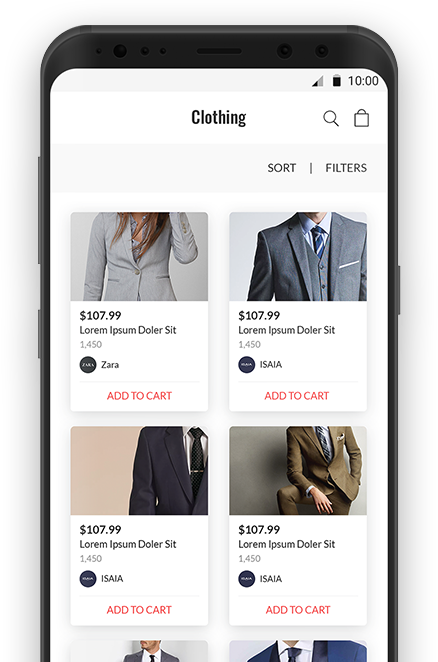 10:00
Clothing
SORT | FILTERS
$107.99
Lorem Ipsum Doler Sit
1,450
ZARA Zara
ADD TO CART
$107.99
Lorem Ipsum Doler Sit
1,450
ISAIA ISAIA
ADD TO CART
$107.99
Lorem Ipsum Doler Sit
1,450
ISAIA ISAIA
ADD TO CART
$107.99
Lorem Ipsum Doler Sit
1,450
ISAIA ISAIA
ADD TO CART